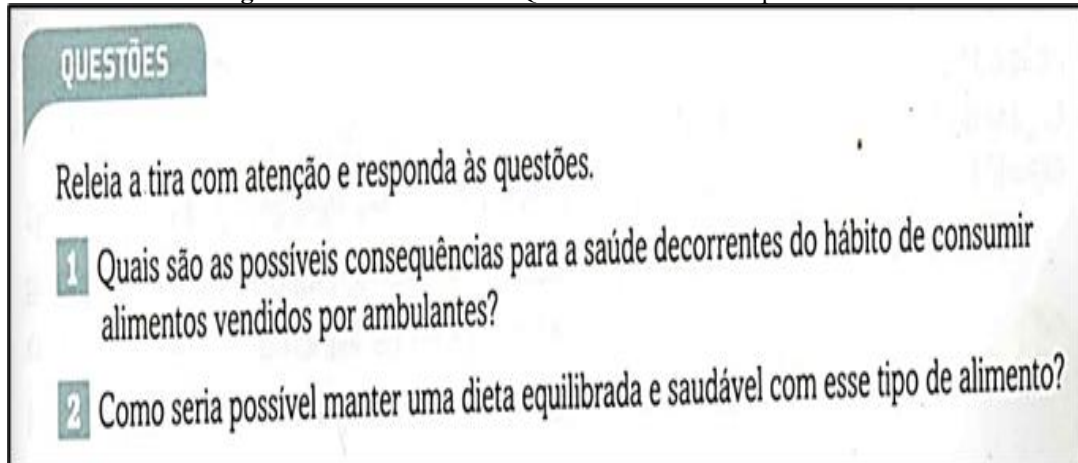 QUESTÕES
Releia a tira com atenção e responda às questões.
1 Quais são as possíveis consequências para a saúde decorrentes do hábito de consumir
alimentos vendidos por ambulantes?
2 Como seria possível manter uma dieta equilibrada e saudável com esse tipo de alimento?